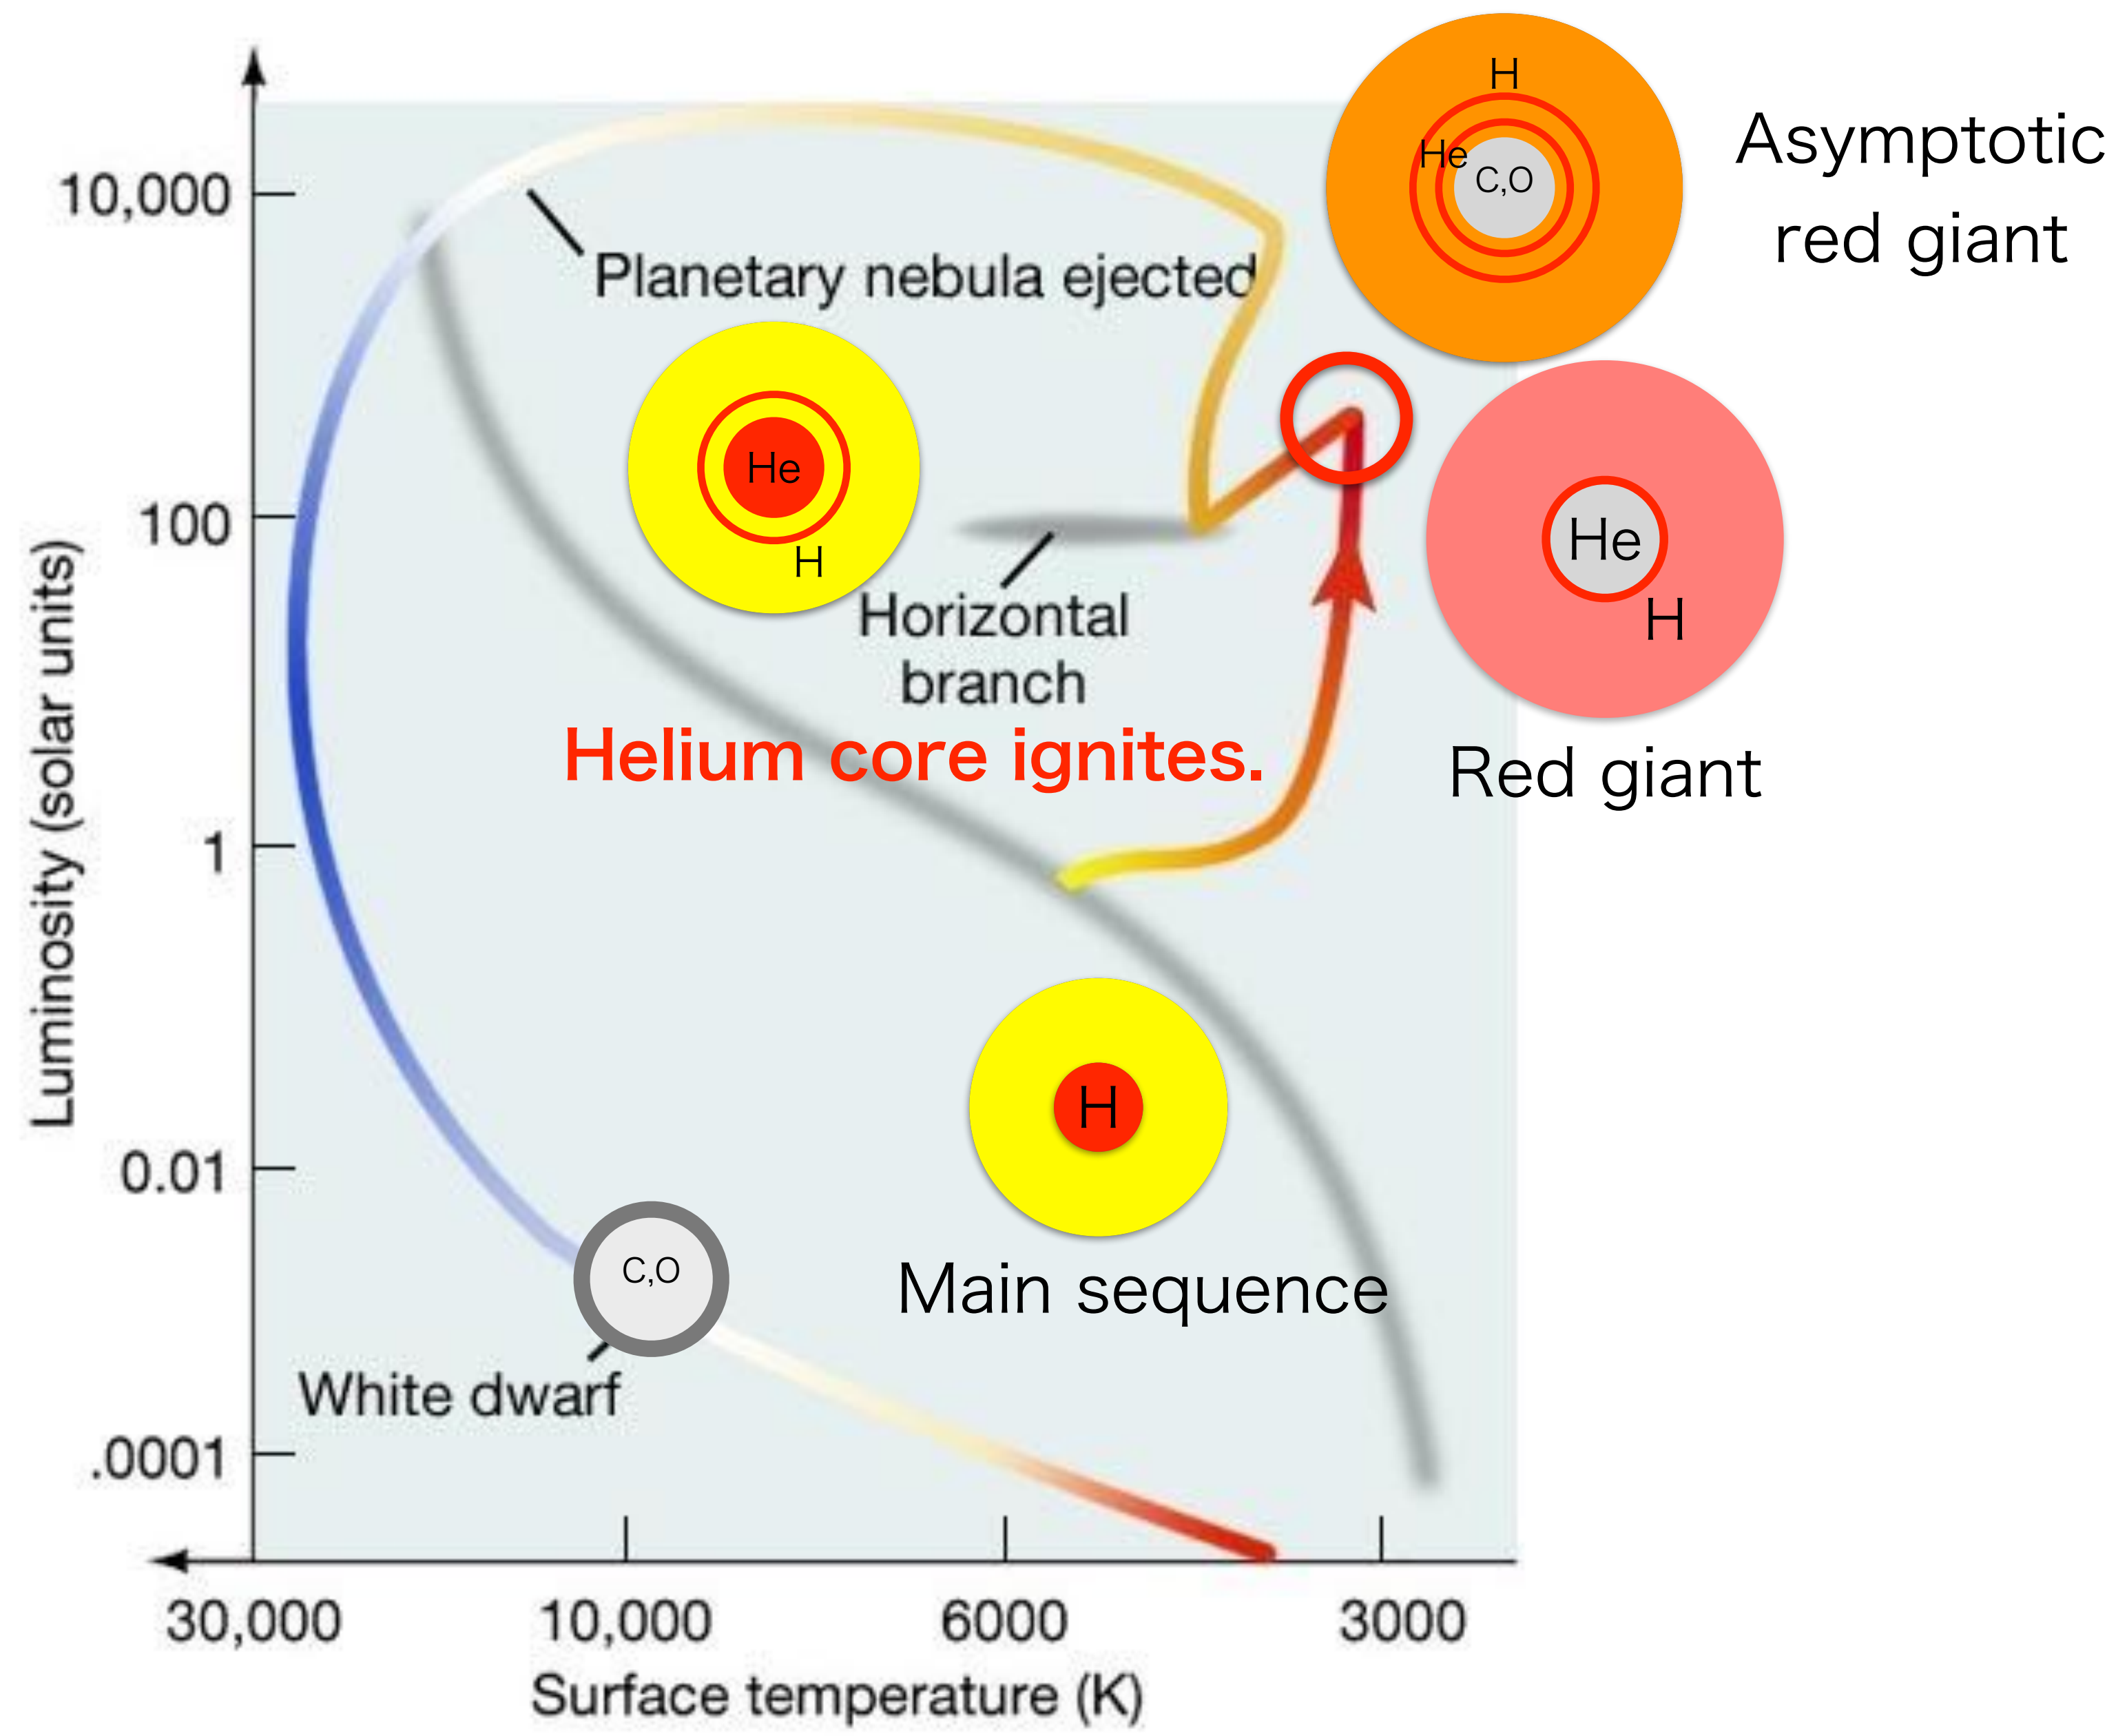 H
He
C,O
Asymptotic
red giant
10,000
Planetary nebula ejected
He
H
100
Horizontal
branch
He
H
Red giant
Helium core ignites.
Luminosity (solar units)
1
H
Main sequence
0.01
C,O
White dwarf
.0001
30,000
10,000
6000
3000
Surface temperature (K)